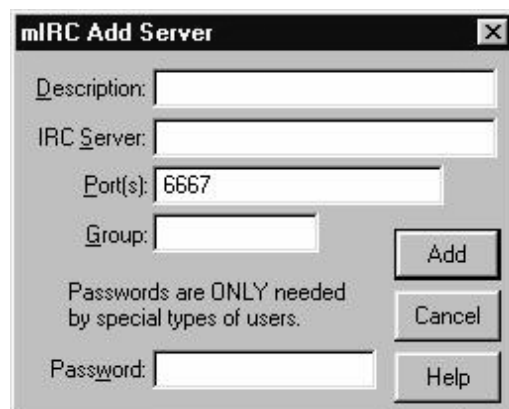 mIRC Add Server
Description:
IRC Server:
Port(s): 6667
Group:
Add
Passwords are ONLY needed
by special types of users.
Cancel
Password:
Help